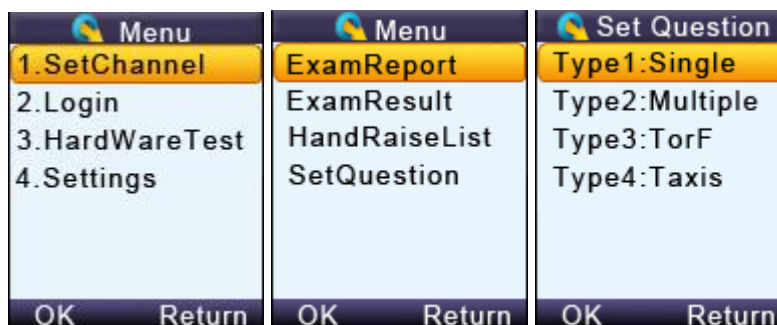 Menu
1.SetChannel
2.Login
3.HardWareTest
4.Settings
OK Return
Menu
ExamReport
ExamResult
HandRaiseList
SetQuestion
OK Return
Set Question
Type1:Single
Type2:Multiple
Type3:TorF
Type4:Taxis
OK Return